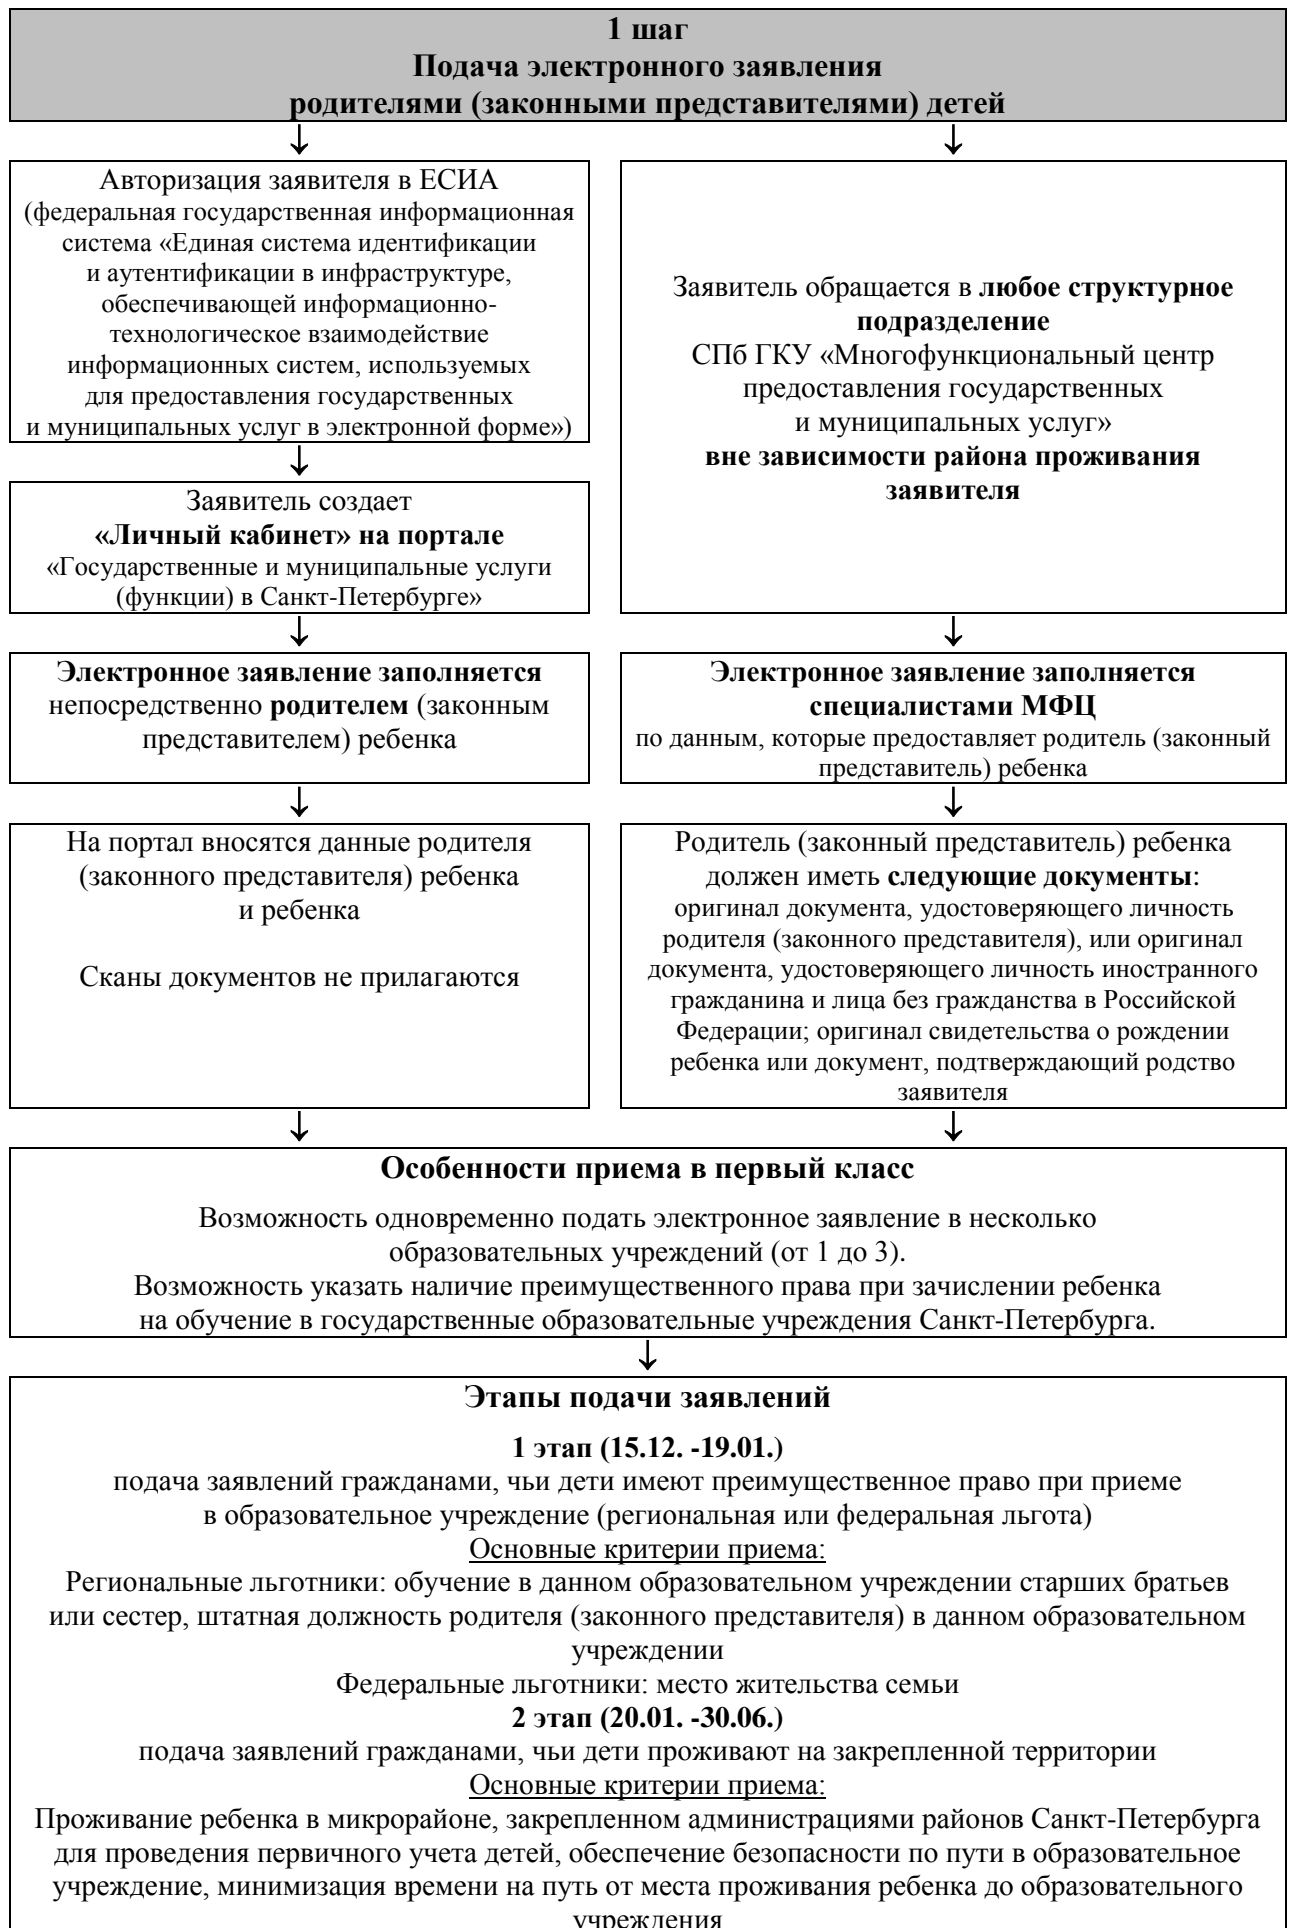 1 шаг
Подача электронного заявления
родителями (законными представителями) детей
↓
↓
Авторизация заявителя в ЕСИА
(федеральная государственная информационная
система «Единая система идентификации
и аутентификации в инфраструктуре,
обеспечивающей информационно-
технологическое взаимодействие
информационных систем, используемых
для предоставления государственных
и муниципальных услуг в электронной форме»)
↓
Заявитель создает
«Личный кабинет» на портале
«Государственные и муниципальные услуги
(функции) в Санкт-Петербурге»
↓
Электронное заявление заполняется
непосредственно родителем (законным
представителем) ребенка
↓
На портал вносятся данные родителя
(законного представителя) ребенка
и ребенка
Сканы документов не прилагаются
↓
Заявитель обращается в любое структурное
подразделение
СПб ГКУ «Многофункциональный центр
предоставления государственных
и муниципальных услуг»
вне зависимости района проживания
заявителя
↓
Электронное заявление заполняется
специалистами МФЦ
по данным, которые предоставляет родитель (законный
представитель) ребенка
↓
Родитель (законный представитель) ребенка
должен иметь следующие документы:
оригинал документа, удостоверяющего личность
родителя (законного представителя), или оригинал
документа, удостоверяющего личность иностранного
гражданина и лица без гражданства в Российской
Федерации; оригинал свидетельства о рождении
ребенка или документ, подтверждающий родство
заявителя
↓
Особенности приема в первый класс
Возможность одновременно подать электронное заявление в несколько
образовательных учреждений (от 1 до 3).
Возможность указать наличие преимущественного права при зачислении ребенка
на обучение в государственные образовательные учреждения Санкт-Петербурга.
↓
Этапы подачи заявлений
1 этап (15.12. -19.01.)
подача заявлений гражданами, чьи дети имеют преимущественное право при приеме
в образовательное учреждение (региональная или федеральная льгота)
Основные критерии приема:
Региональные льготники: обучение в данном образовательном учреждении старших братьев
или сестер, штатная должность родителя (законного представителя) в данном образовательном
учреждении
Федеральные льготники: место жительства семьи
2 этап (20.01. -30.06.)
подача заявлений гражданами, чьи дети проживают на закрепленной территории
Основные критерии приема:
Проживание ребенка в микрорайоне, закрепленном администрациями районов Санкт-Петербурга
для проведения первичного учета детей, обеспечение безопасности по пути в образовательное
учреждение, минимизация времени на путь от места проживания ребенка до образовательного
учреждения